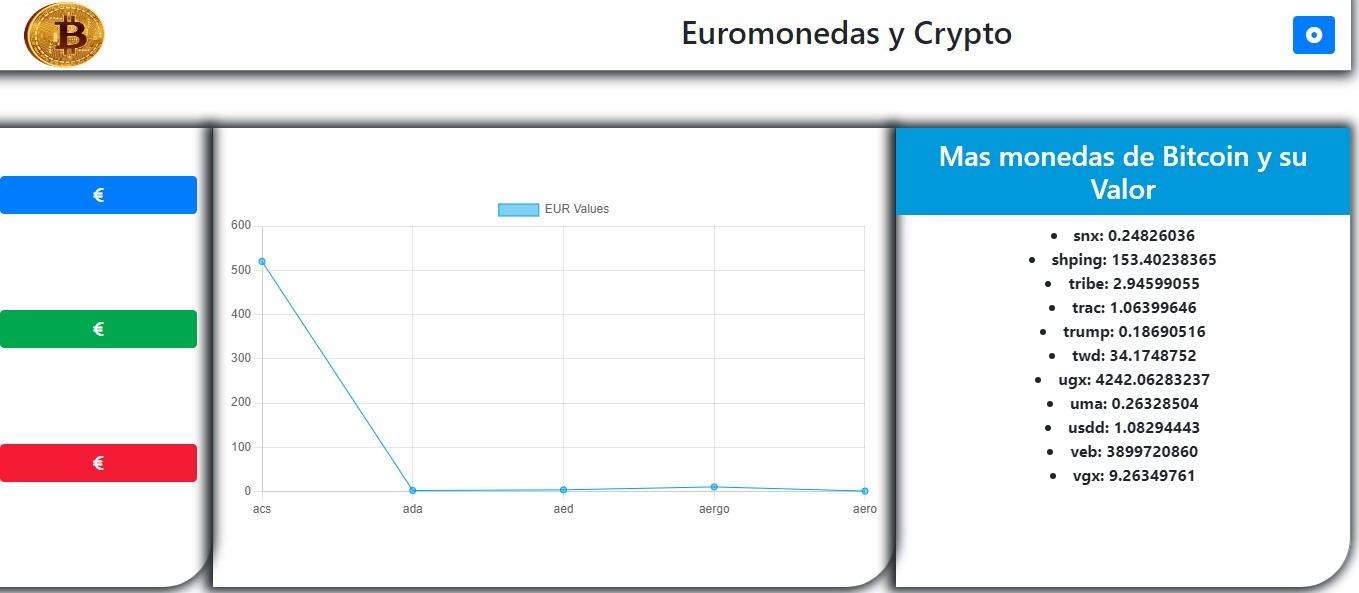 Euromonedas y Crypto
€
€
€
EUR Values
600
500
400
300
200
100
0
acs ada aed aergo aero
Mas monedas de Bitcoin y su
Valor
snx: 0.24826036
shping: 153.40238365
tribe: 2.94599055
trac: 1.06399646
trump: 0.18690516
twd: 34.1748752
ugx: 4242.06283237
uma: 0.26328504
usdd: 1.08294443
veb: 3899720860
vgx: 9.26349761